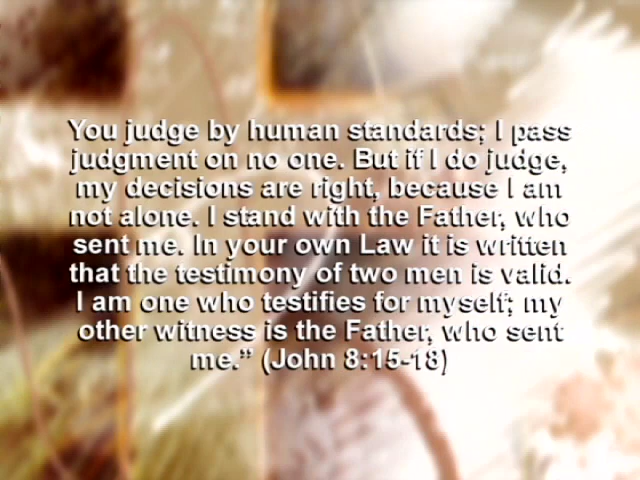 You judge by human standards; I pass
judgment on no one. But if I do judge,
my decisions are right, because I am
not alone. I stand with the Father, who
sent me. In your own Law it is written
that the testimony of two men is valid.
I am one who testifies for myself; my
other witness is the Father, who sent
me.” (John 8:15-18)